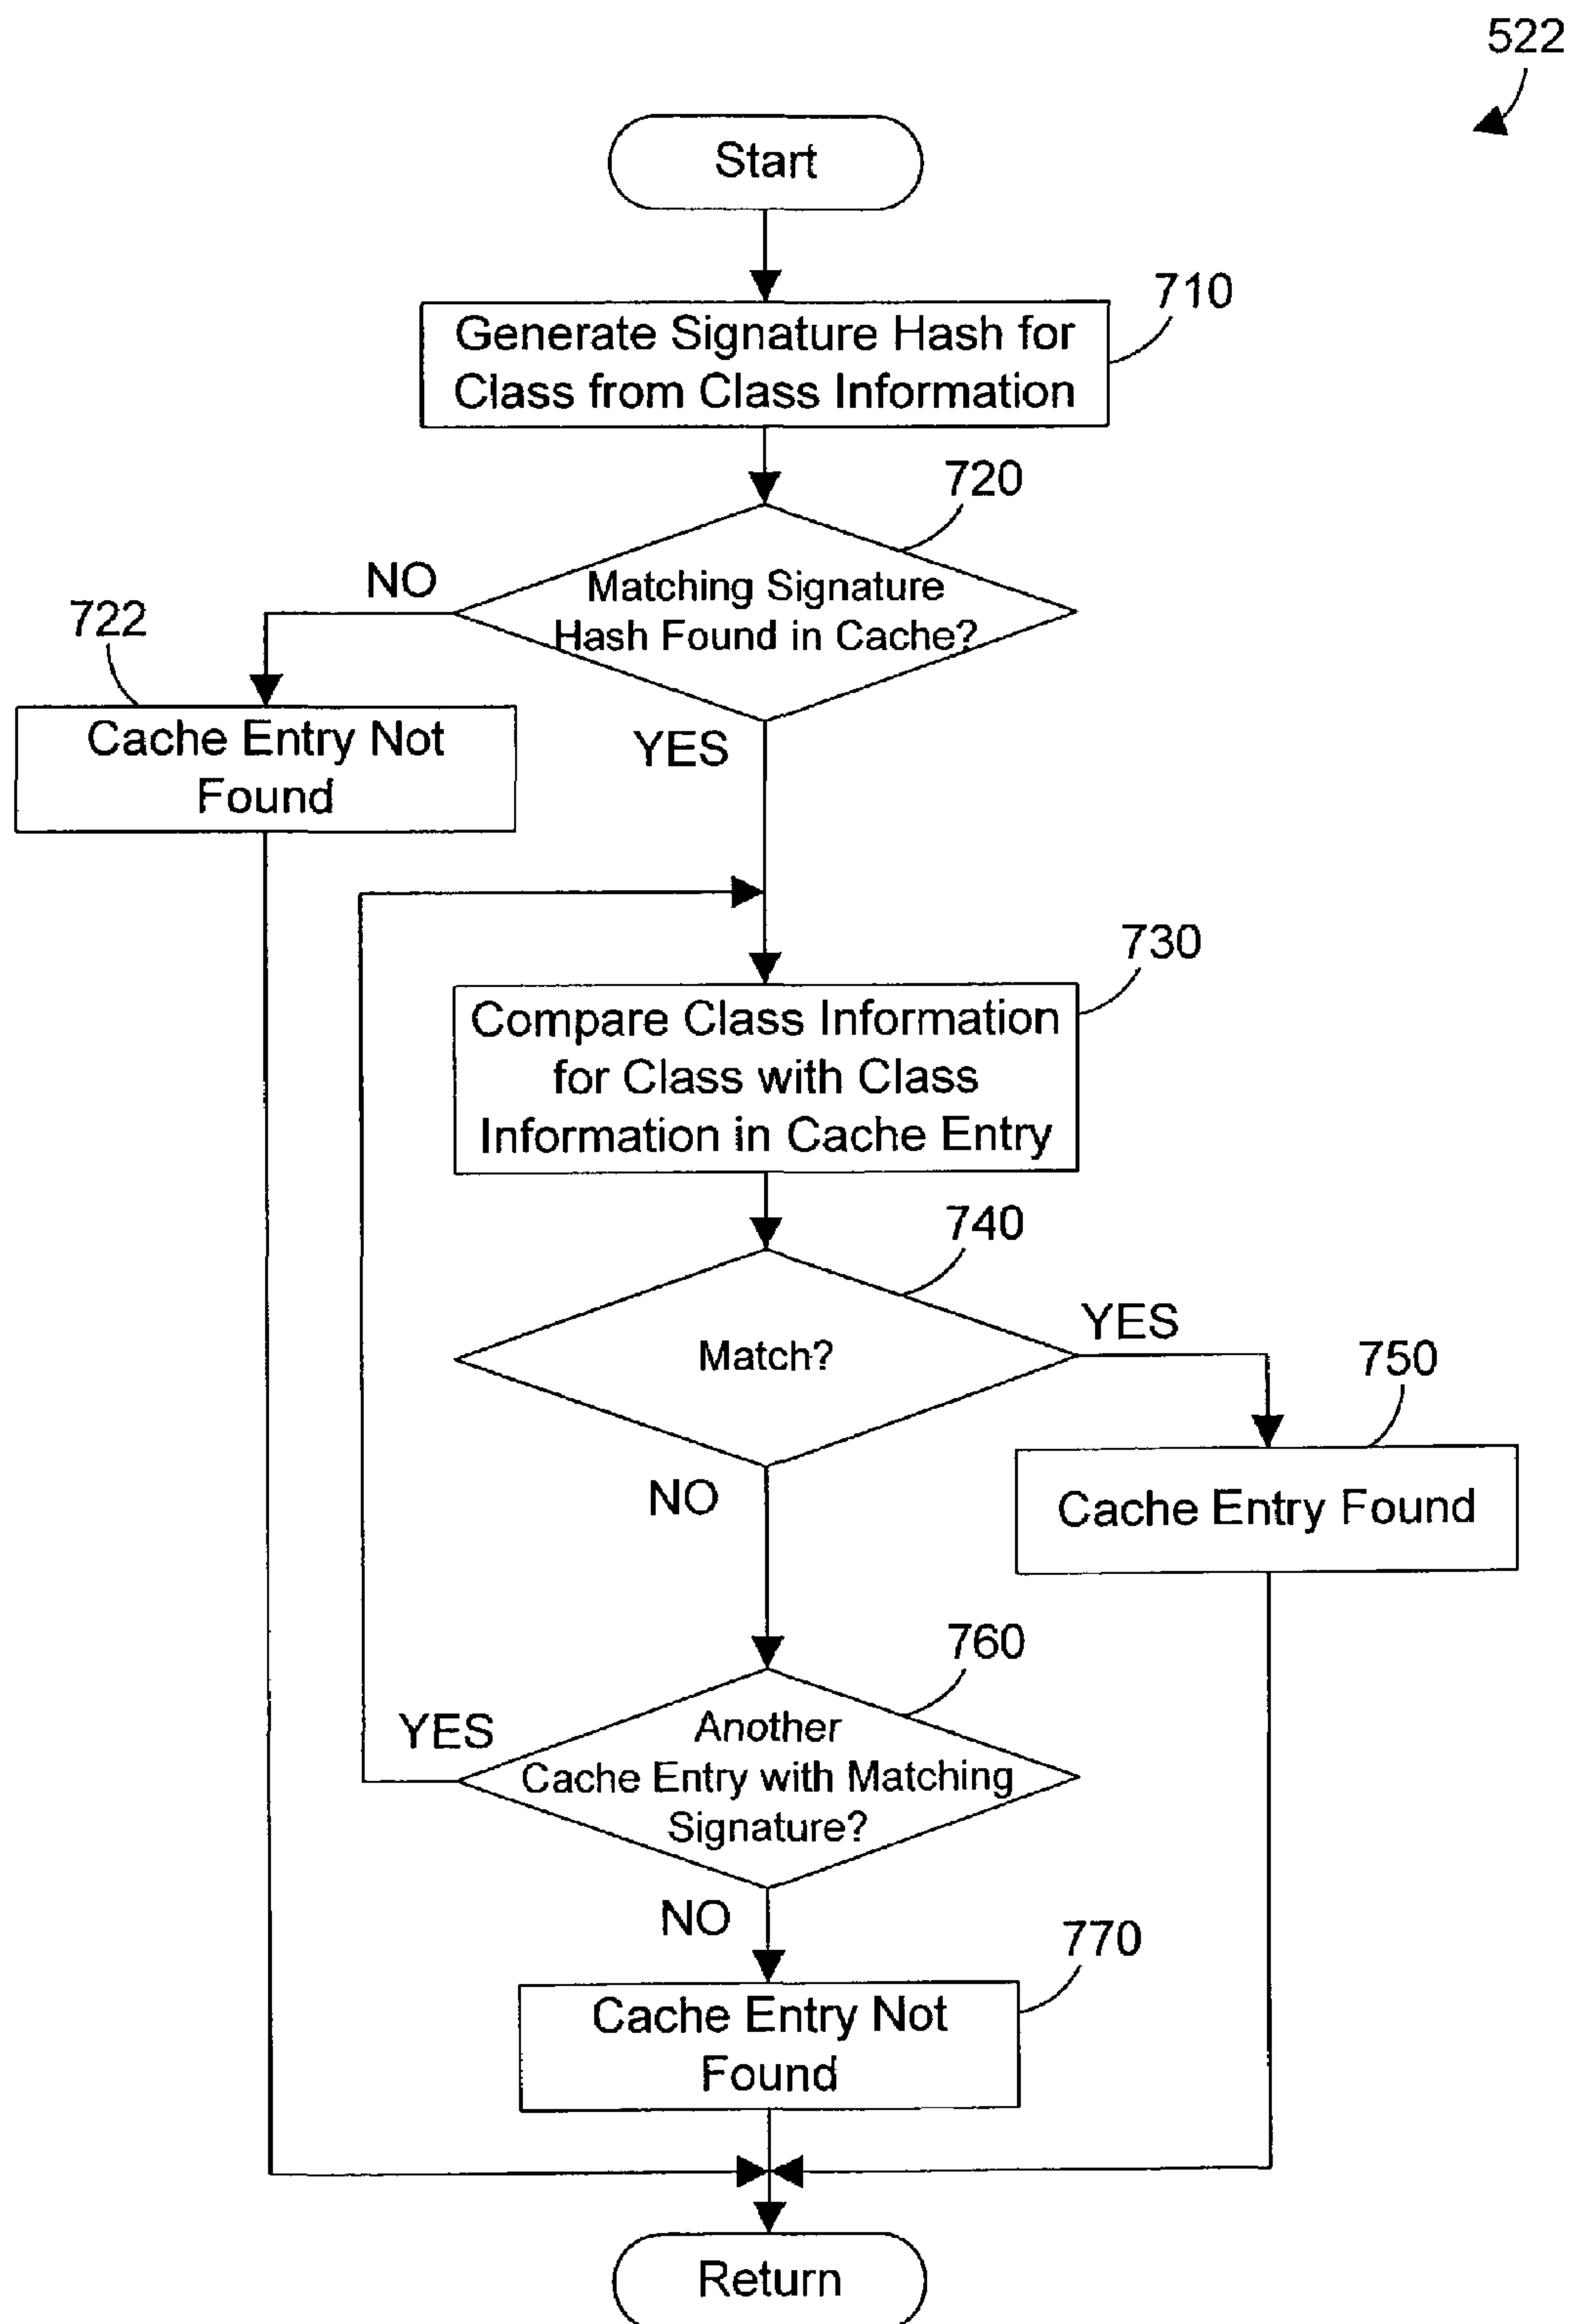 522
Start
710
Generate Signature Hash for
Class from Class Information
720
NO
Matching Signature
Hash Found in Cache?
722
Cache Entry Not
Found
YES
730
Compare Class Information
for Class with Class
Information in Cache Entry
740
YES
Match?
750
NO
Cache Entry Found
760
YES
Another
Cache Entry with Matching
Signature?
NO
770
Cache Entry Not
Found
Return